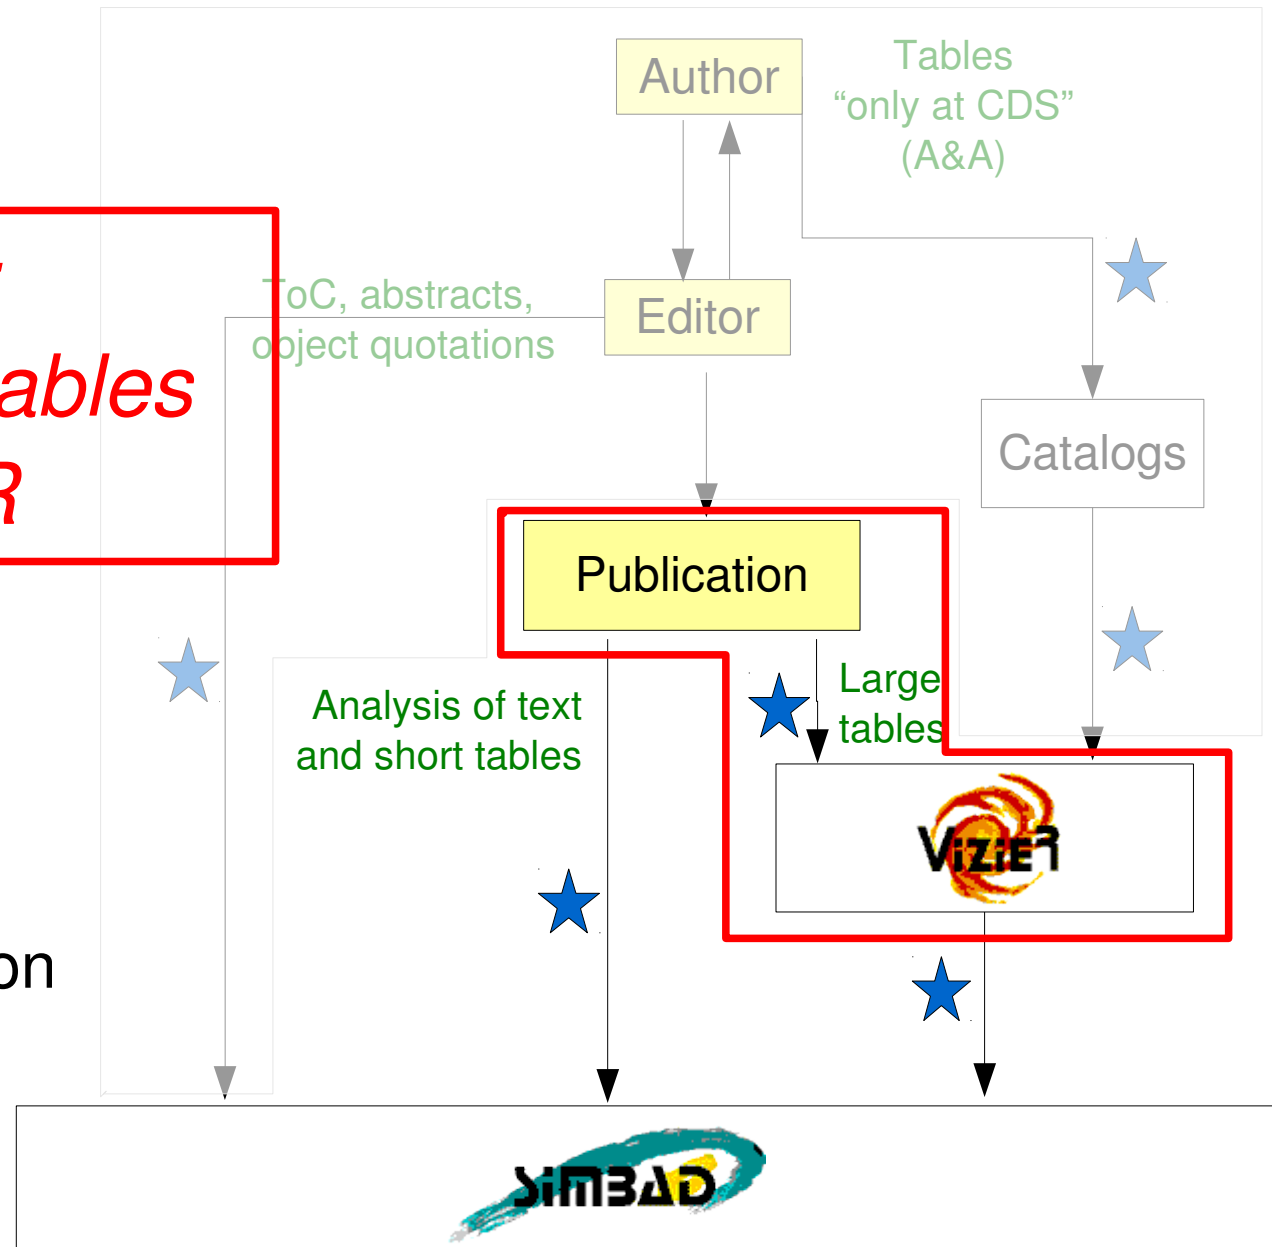 Author
Tables
“only at CDS”
(A&A)
ToC, abstracts,
object quotations
Editor
ables
R
Catalogs
Publication
Analysis of text
and short tables
Large
tables
VizieR
on
SIMBAD